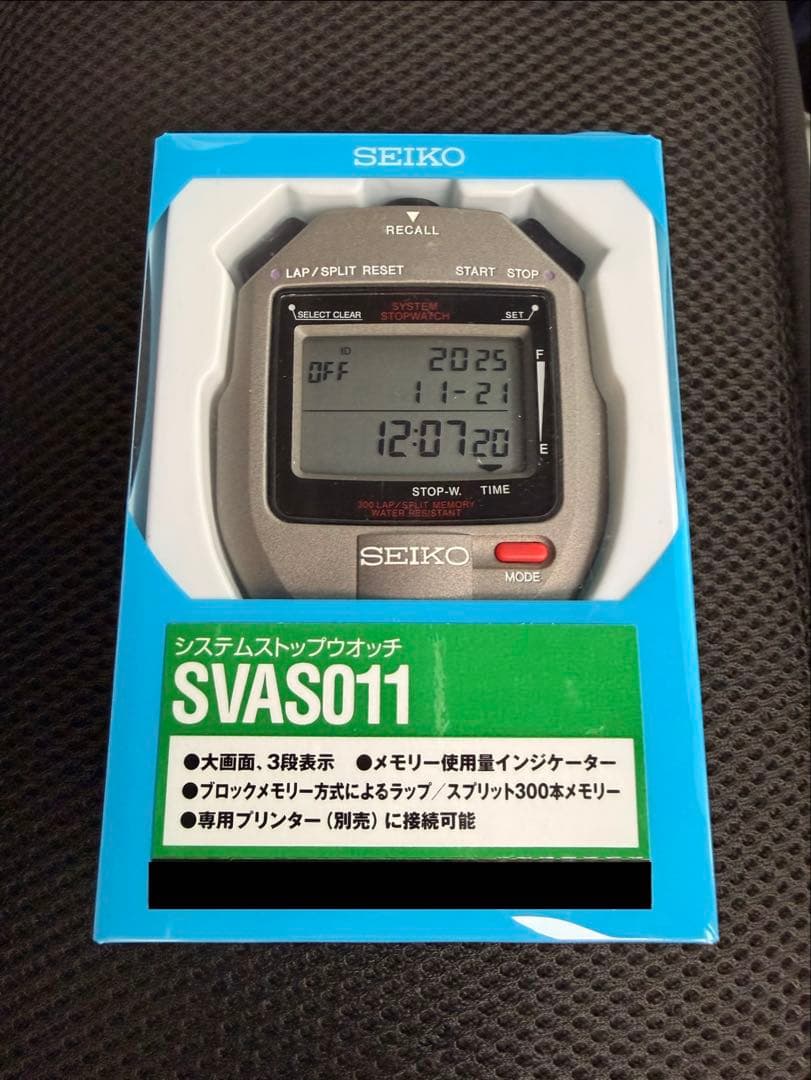 SEIKO
RECALL
LAP/SPLIT RESET START STOP
SYSTEM
STOPWATCH
SELECT CLEAR SET
OFF 2025
11-21
12:07 20
F
E
STOP-W. TIME
300 LAP/SPLIT MEMORY
WATER RESISTANT
SEIKO
MODE
システムストップウオッチ
SVAS011
●大画面、3段表示 ●メモリー使用量インジケーター
●ブロックメモリー方式によるラップ/スプリット300本メモリー
●専用プリンター(別売)に接続可能